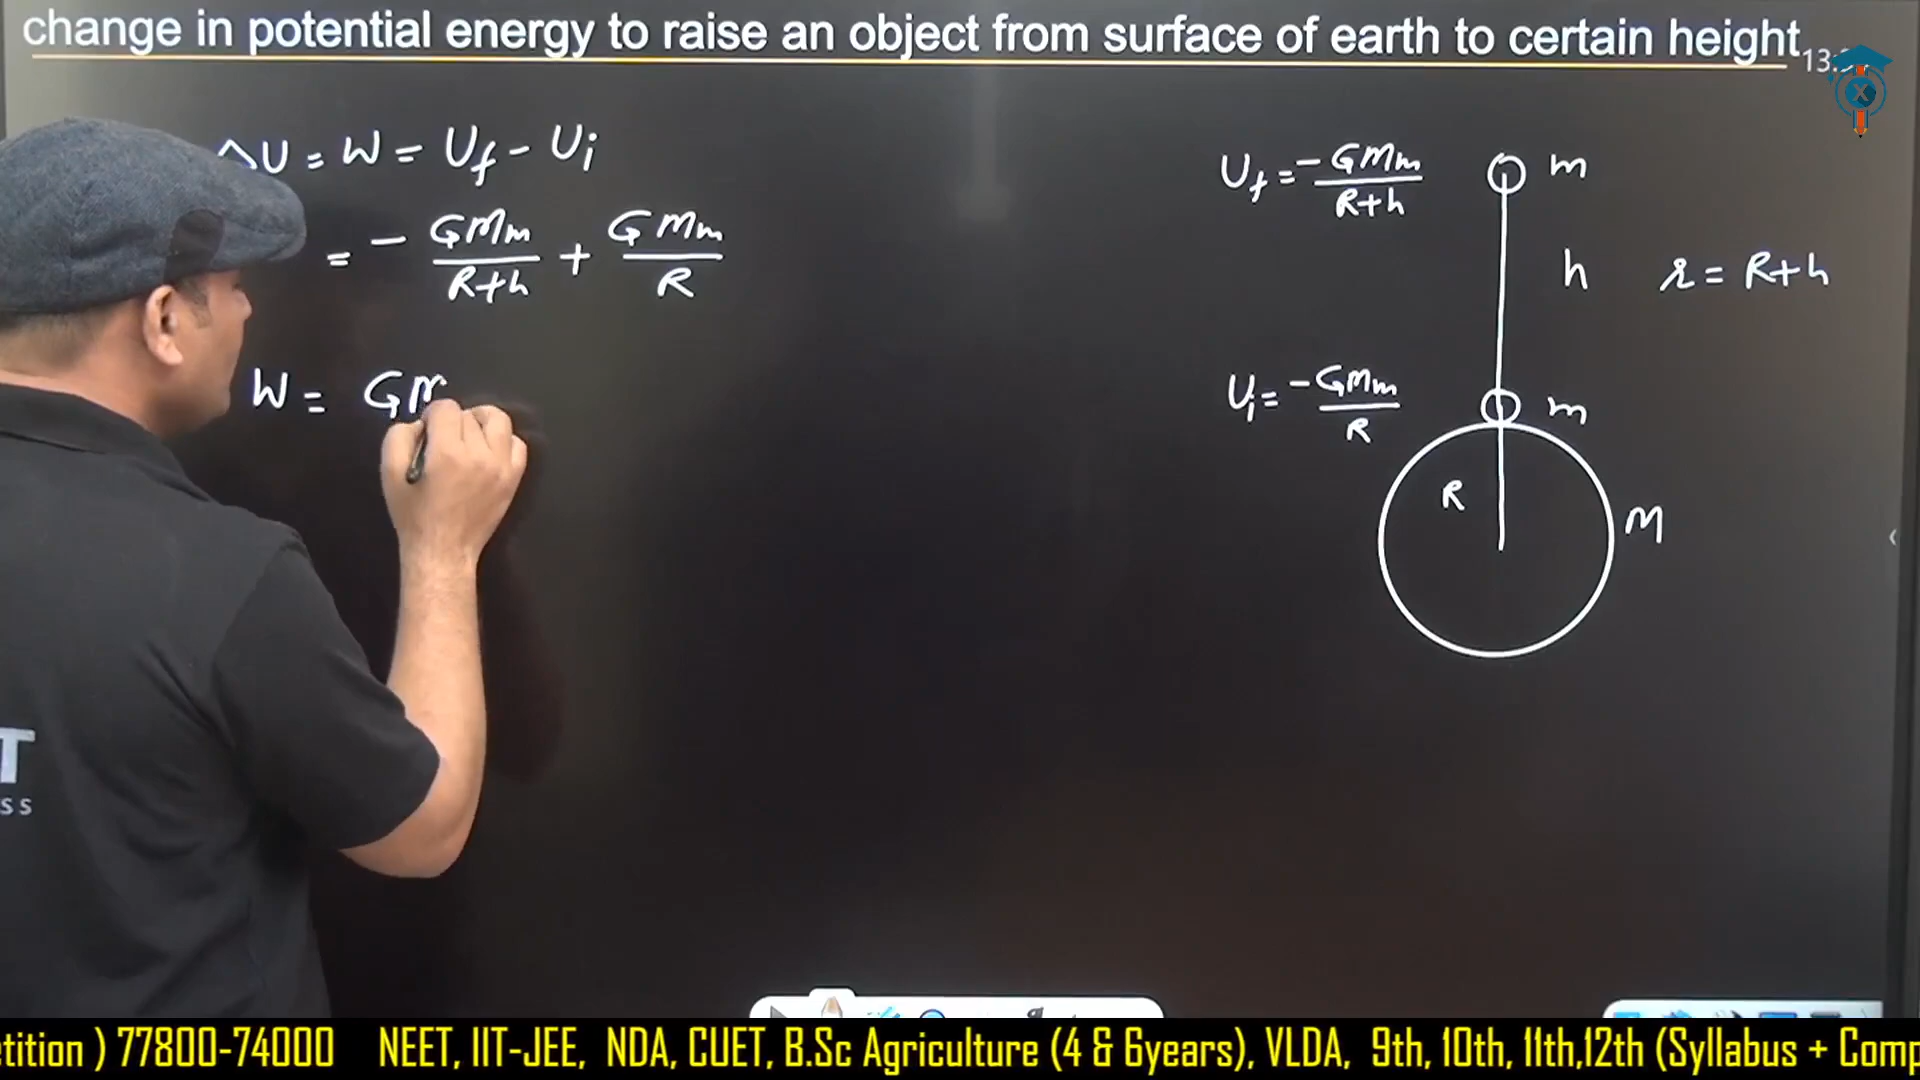 change in potential energy to raise an object from surface of earth to certain height
ΔU = W = Uf - Ui
= - GMm/R+h + GMm/R
W = GM
Uf = -GMm/R+h
m
h
r = R+h
Ui = -GMm/R
m
R
M
T
SS
X
etition ) 77800-74000 NEET, IIT-JEE, NDA, CUET, B.Sc Agriculture (4 & 6years), VLDA, 9th, 10th, 11th,12th (Syllabus + Comp